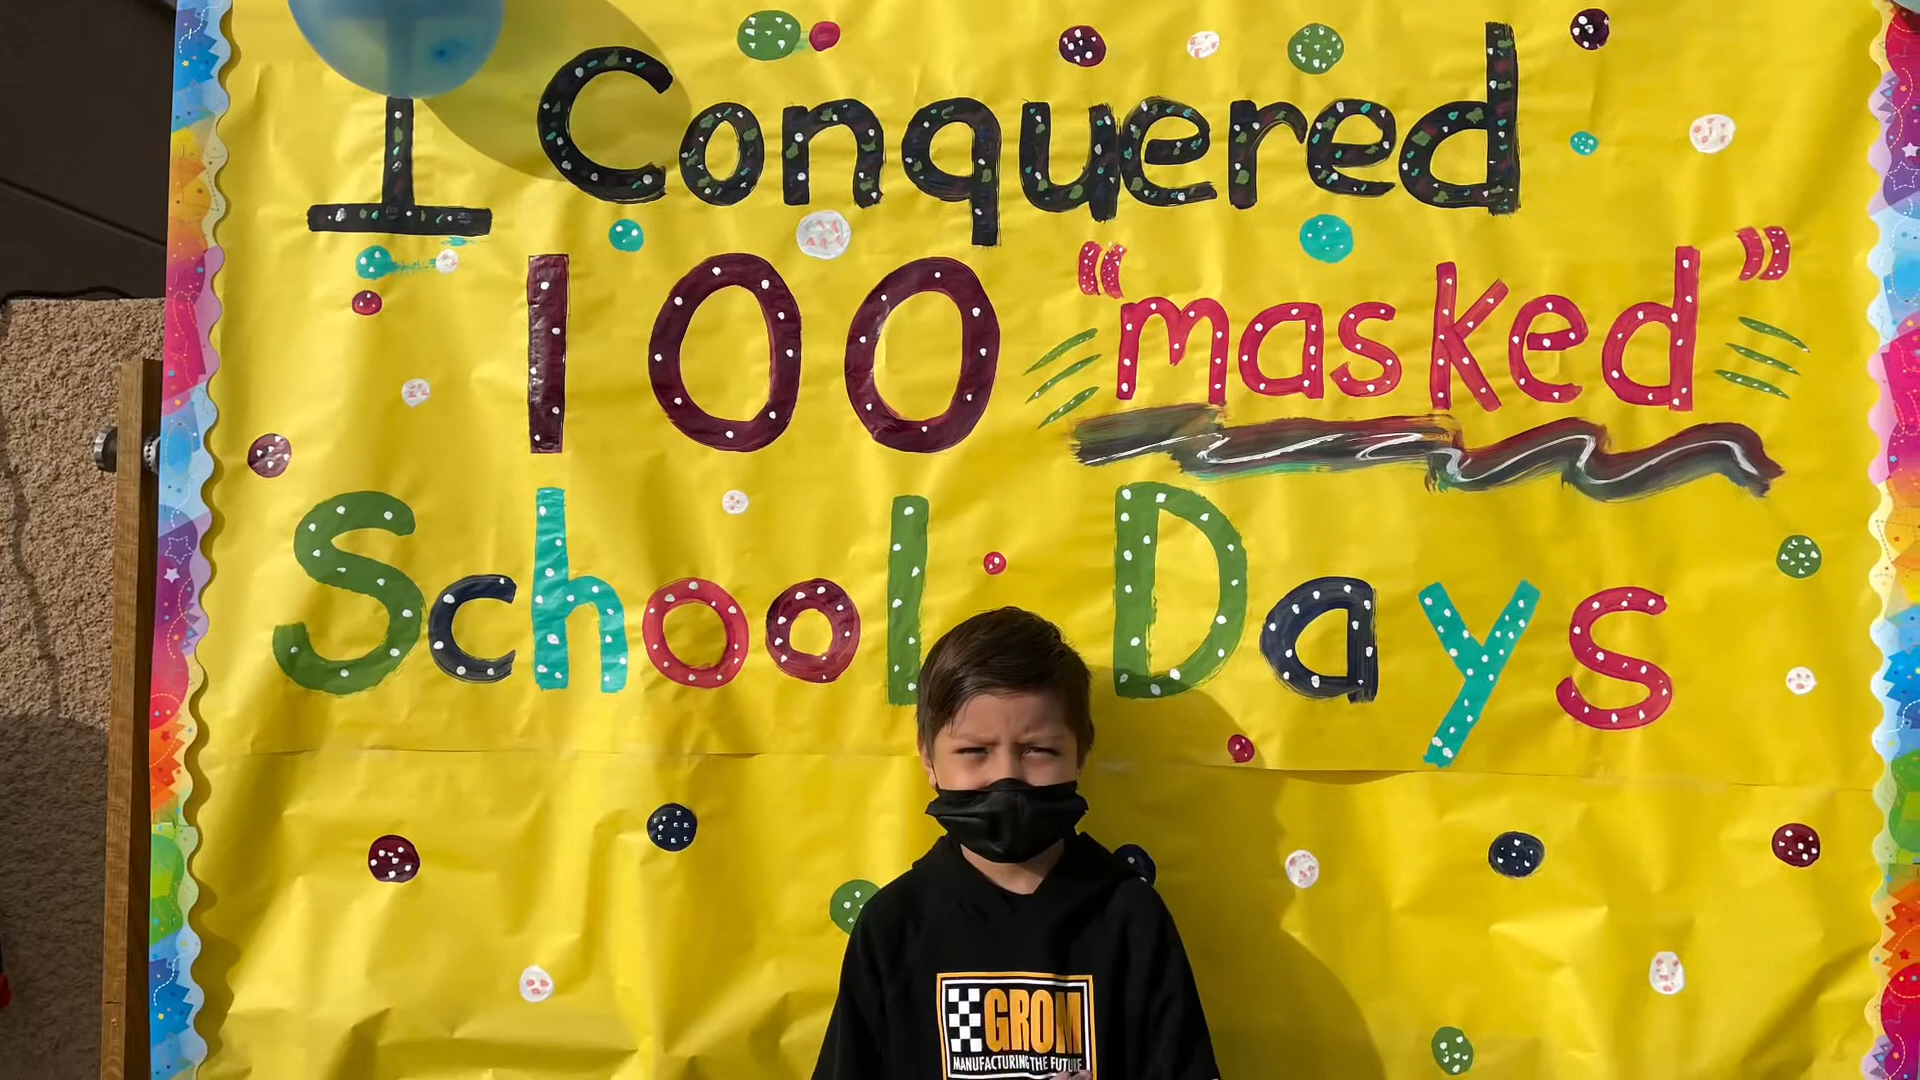 I Conquered
100 "masked"
School Days
GROM
MANUFACTURING THE FUTURE